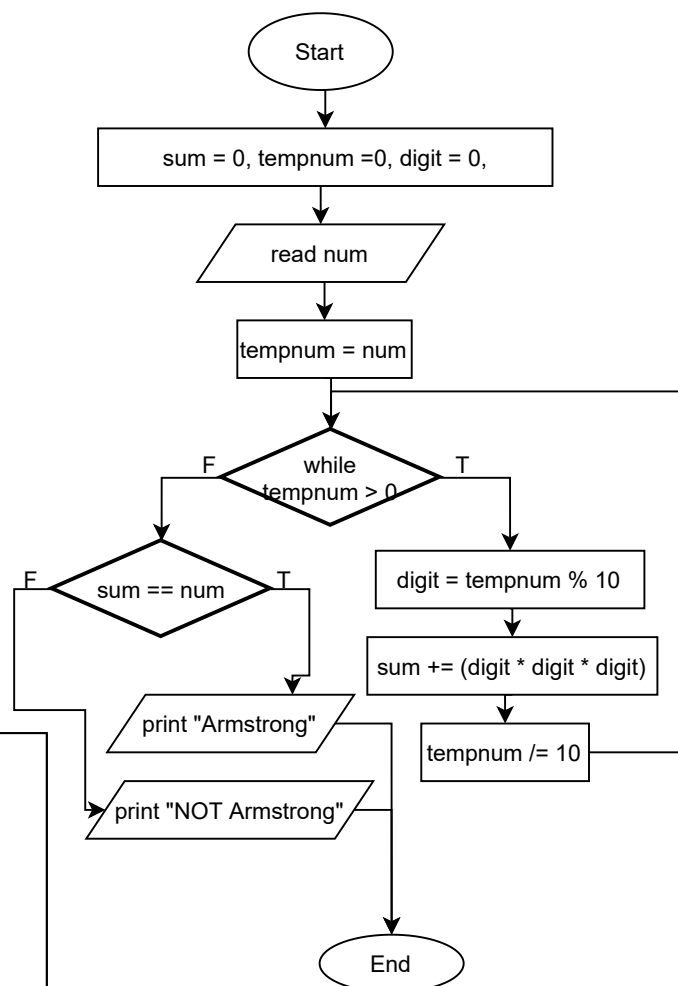 Start
sum = 0, tempnum =0, digit = 0,
read num
tempnum = num
while
tempnum > 0
F
T
sum == num
F
T
digit = tempnum % 10
sum += (digit * digit * digit)
tempnum /= 10
print "Armstrong"
print "NOT Armstrong"
End